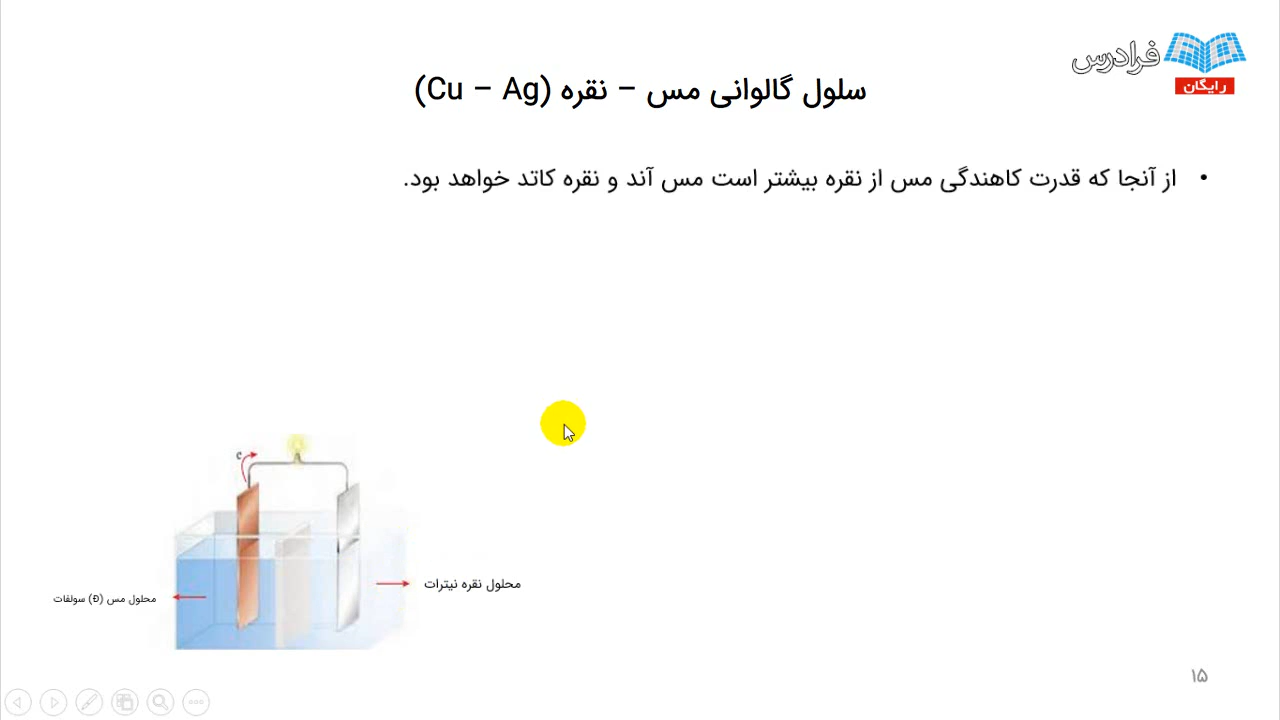 فرادرس
رایگان
سلول گالوانی مس – نقره (Cu – Ag)
• از آنجا که قدرت کاهندگی مس از نقره بیشتر است مس آند و نقره کاتد خواهد بود.
e
محلول نقره نیترات
محلول مس (Đ) سولفات
۱۵